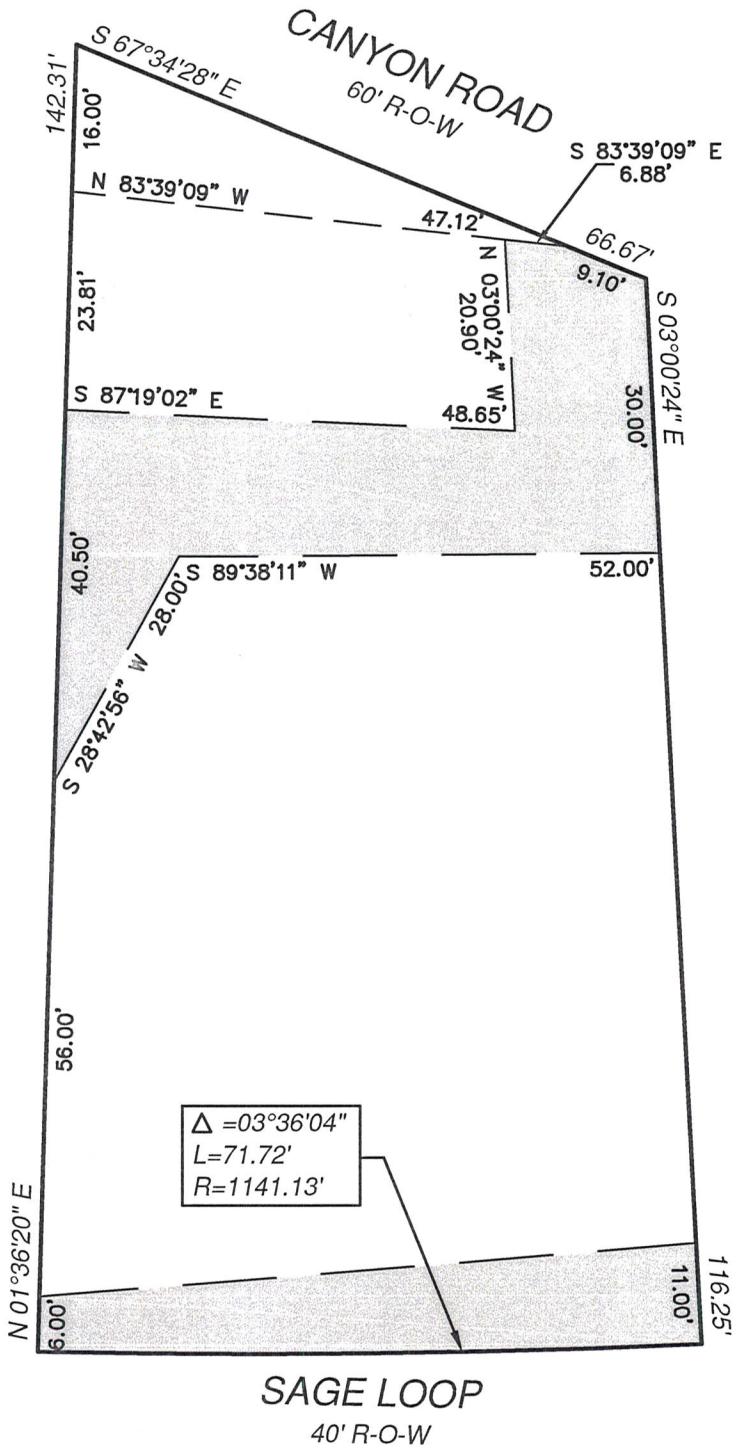 CANYON ROAD
60' R-O-W
S 67°34'28" E
142.31'
16.00'
S 83°39'09" E
6.88'
N 83°39'09" W
47.12'
66.67'
9.10'
N 03°00'24" W
20.90'
S 03°00'24" E
23.81'
30.00'
S 87°19'02" E
48.65'
40.50'
S 89°38'11" W
52.00'
28.00'
S 28°42'56" W
56.00'
Δ =03°36'04"
L=71.72'
R=1141.13'
N 01°36'20" E
6.00'
11.00'
116.25'
SAGE LOOP
40' R-O-W